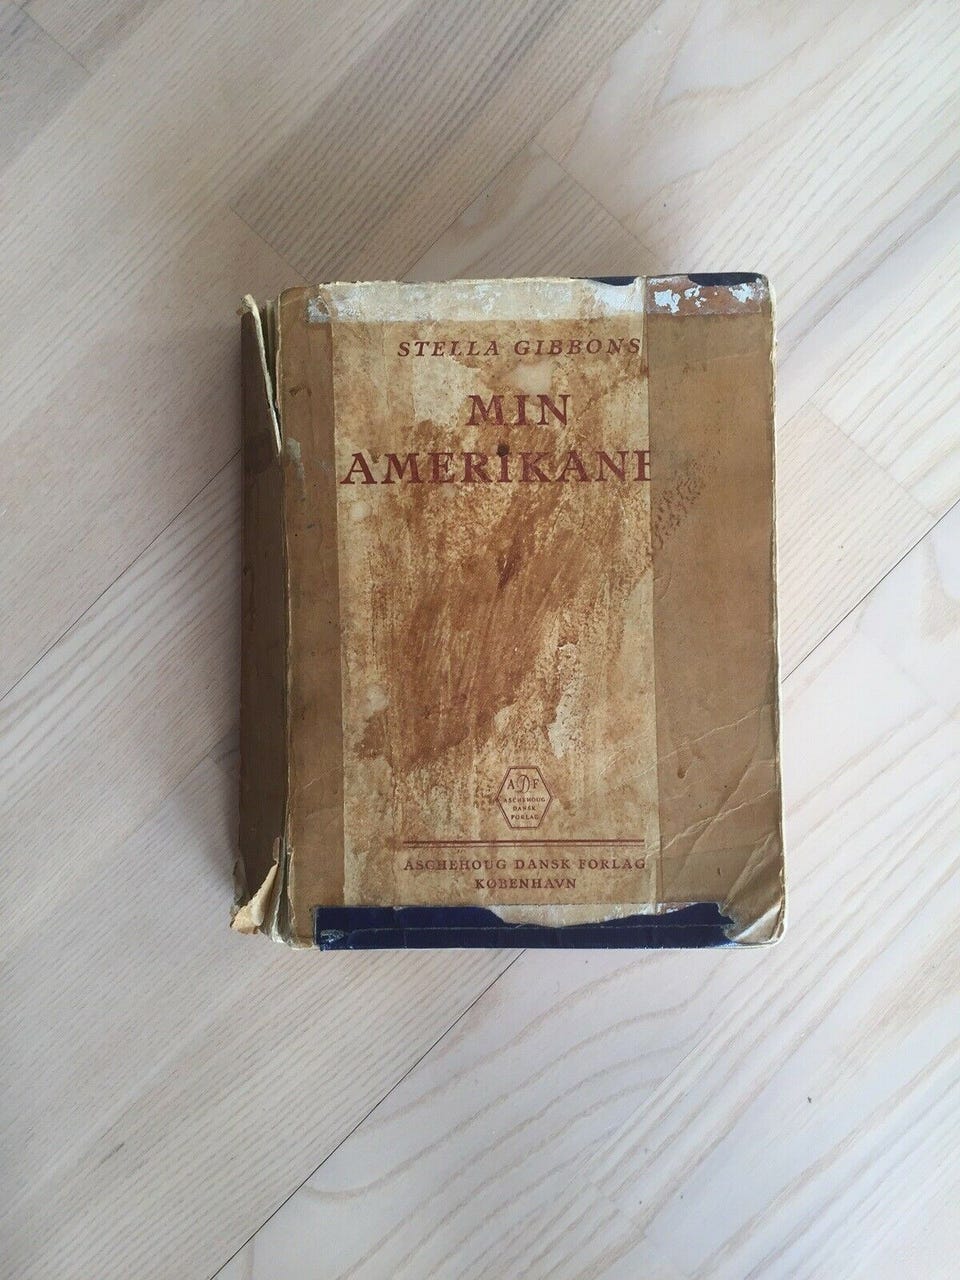 STELLA GIBBONS
MIN
AMERIKANE
ADF
ASCHEHOUG
DANSK
FORLAG
ASCHEHOUG DANSK FORLAG
KØBENHAVN